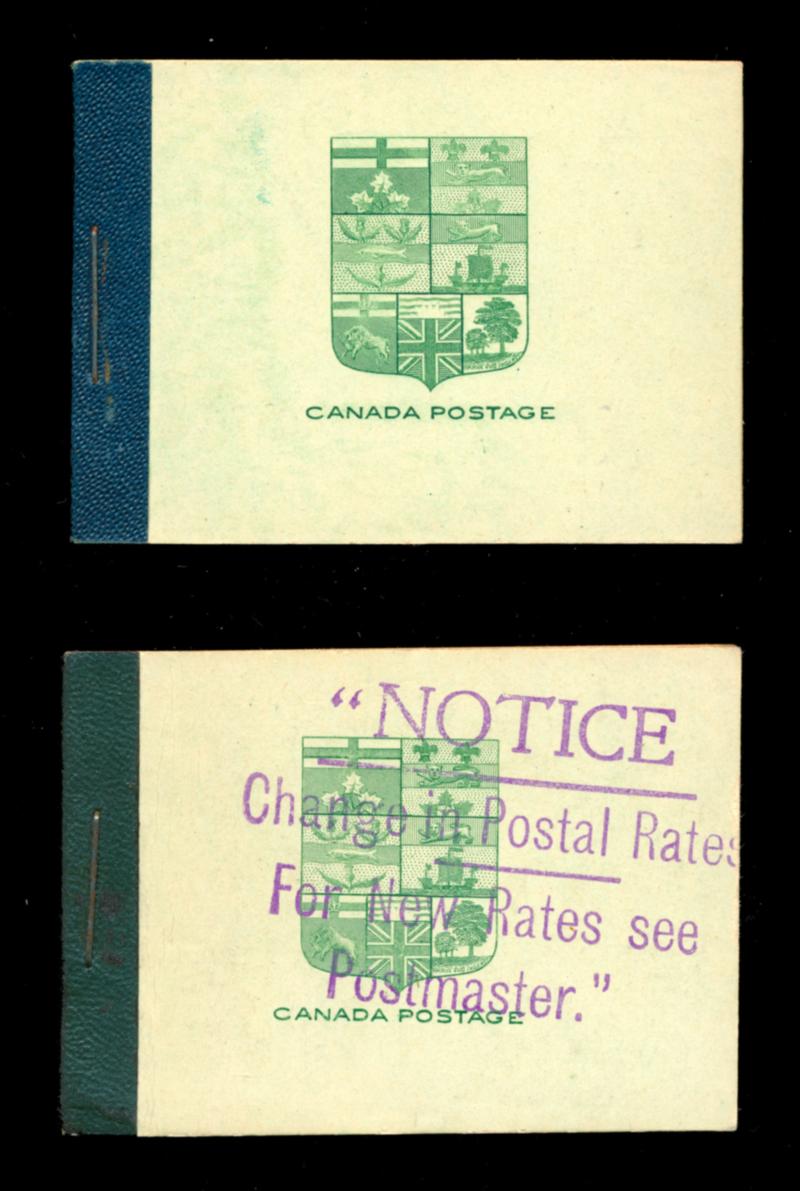 CANADA POSTAGE
"NOTICE
Change in Postal Rates
For New Rates see
Postmaster."
CANADA POSTAGE